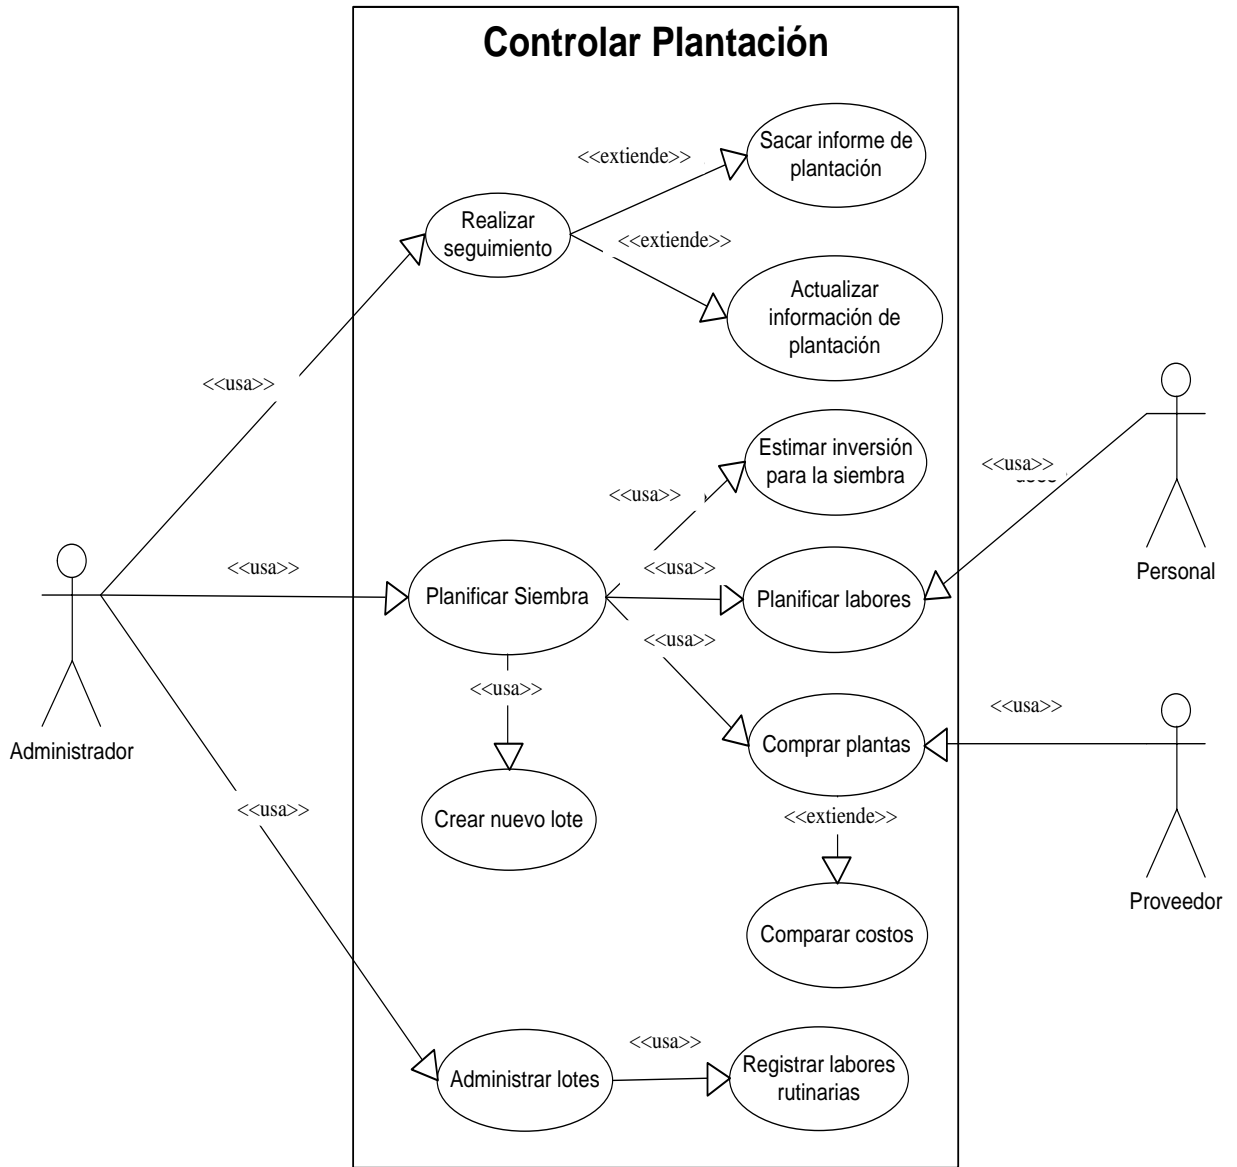 Controlar Plantación
Sacar informe de
plantación
<<extiende>>
Realizar
seguimiento
<<extiende>>
Actualizar
información de
plantación
<<usa>>
Estimar inversión
para la siembra
<<usa>>
<<usa>>
Personal
<<usa>>
Planificar Siembra
<<usa>>
Planificar labores
<<usa>>
<<usa>>
<<usa>>
Administrador
Comprar plantas
Proveedor
<<usa>>
Crear nuevo lote
<<extiende>>
Comparar costos
Administrar lotes
<<usa>>
Registrar labores
rutinarias